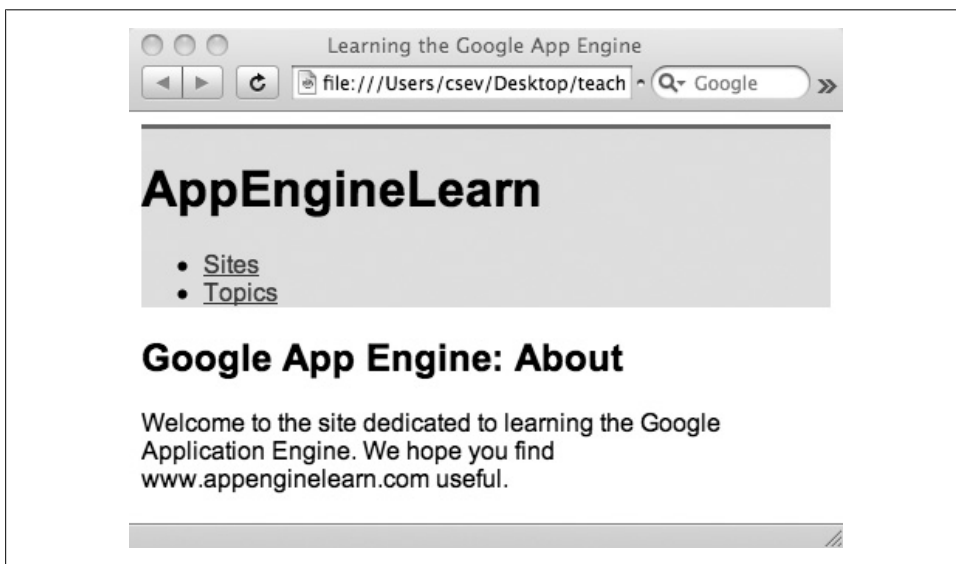 Learning the Google App Engine
file:///Users/csev/Desktop/teach
Google
AppEngineLearn
Sites
Topics
Google App Engine: About
Welcome to the site dedicated to learning the Google
Application Engine. We hope you find
www.appenginelearn.com useful.